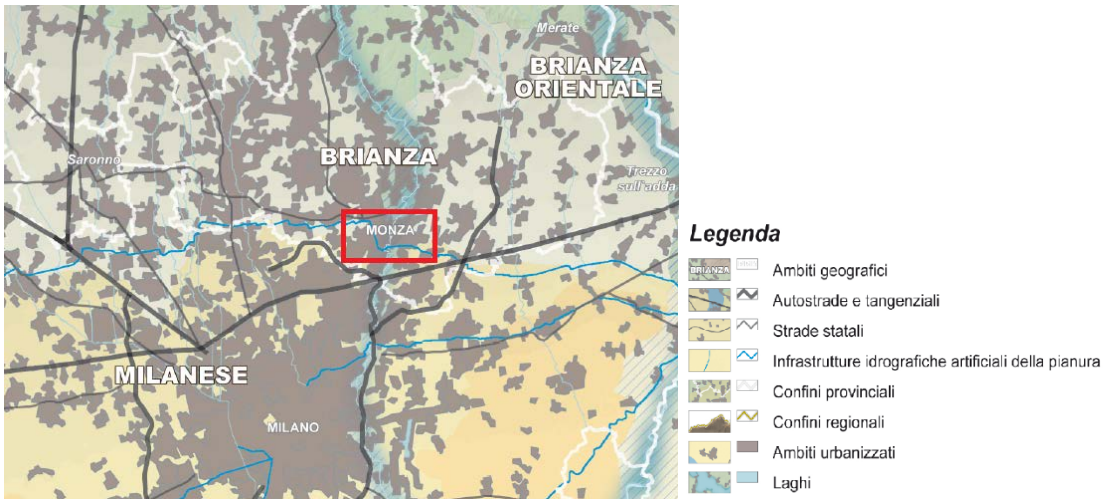 Merate
BRIANZA
ORIENTALE
BRIANZA
Saronno
Trezzo
sull'adda
MONZA
MILANESE
MILANO
Legenda
BRIANZA
Ambiti geografici
Autostrade e tangenziali
Strade statali
Infrastrutture idrografiche artificiali della pianura
Confini provinciali
Confini regionali
Ambiti urbanizzati
Laghi